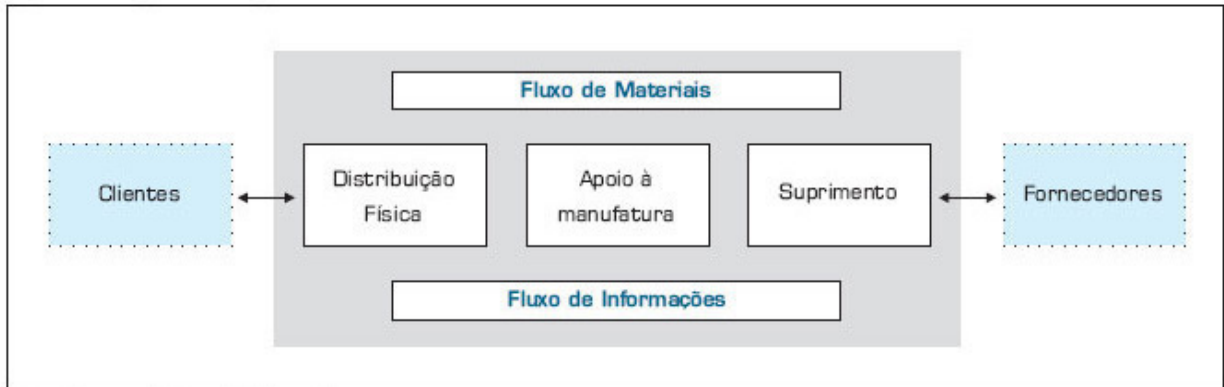 Fluxo de Materiais
Clientes
Distribuição
Física
Apoio à
manufatura
Suprimento
Fornecedores
Fluxo de Informações